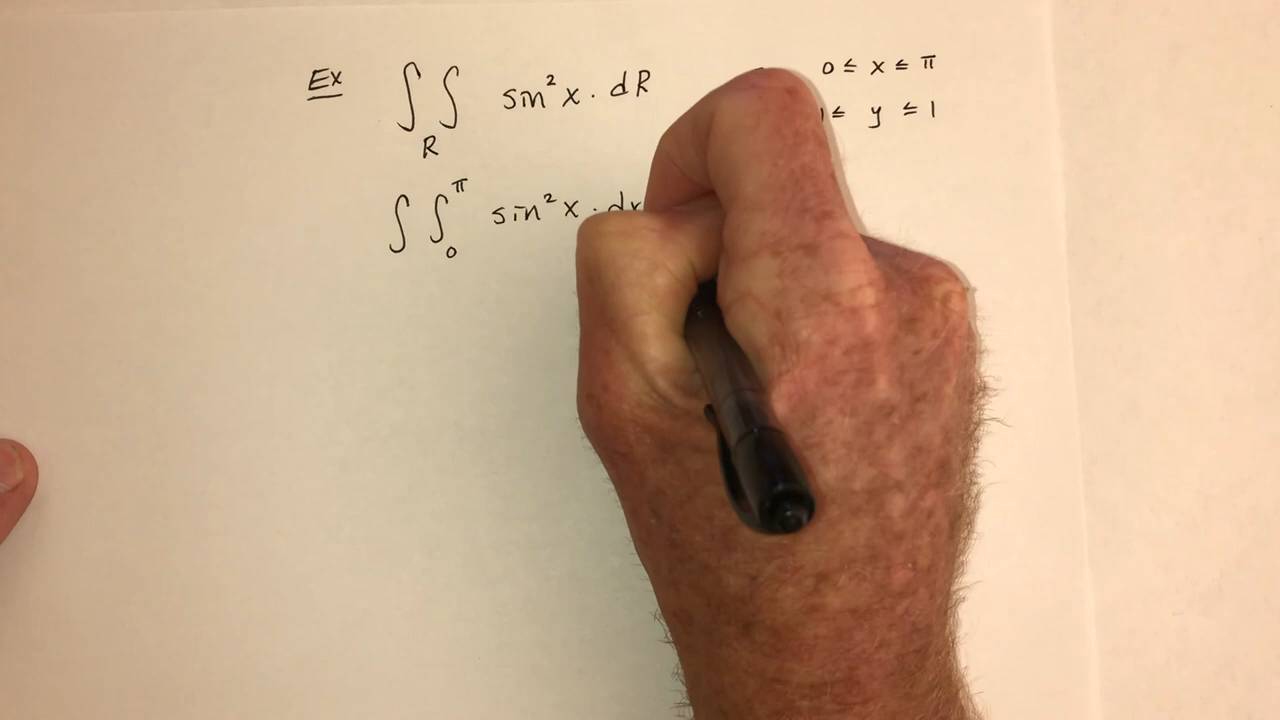 Ex ∫∫ sin²x · dR 0 ≤ x ≤ π
R ≤ y ≤ 1
∫∫₀^π sin²x ·